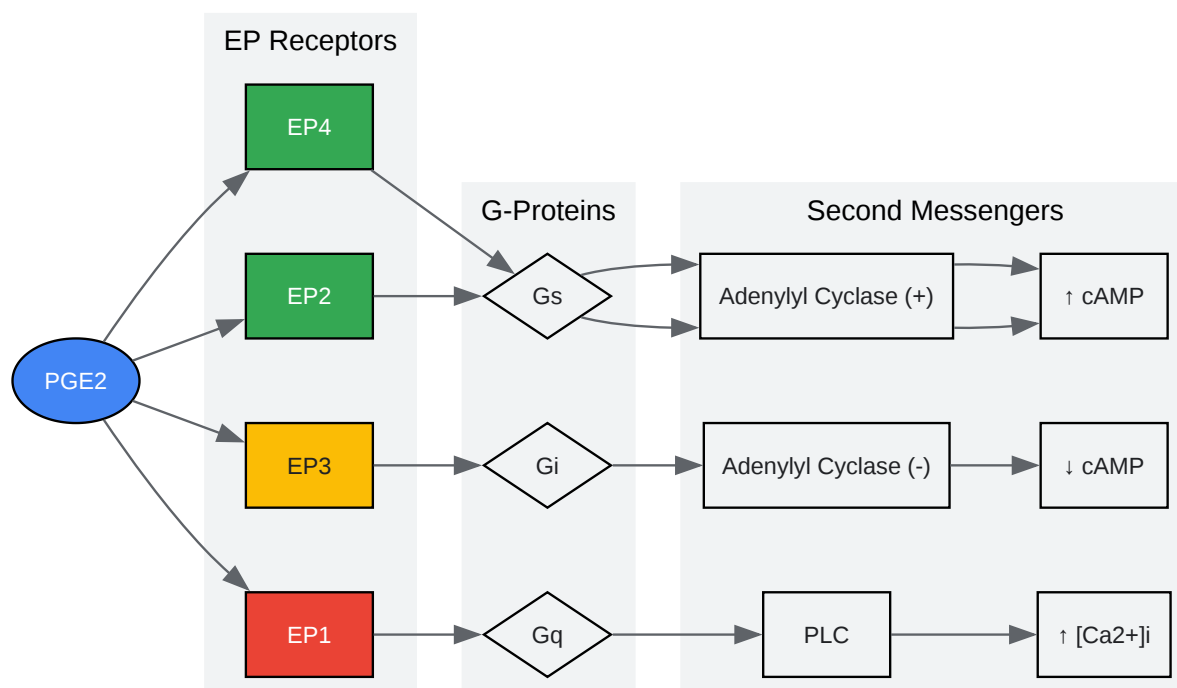 EP Receptors
EP4
G-Proteins
Second Messengers
EP2
Gs
Adenylyl Cyclase (+)
↑ cAMP
PGE2
EP3
Gi
Adenylyl Cyclase (-)
↓ cAMP
EP1
Gq
PLC
↑ [Ca2+]i